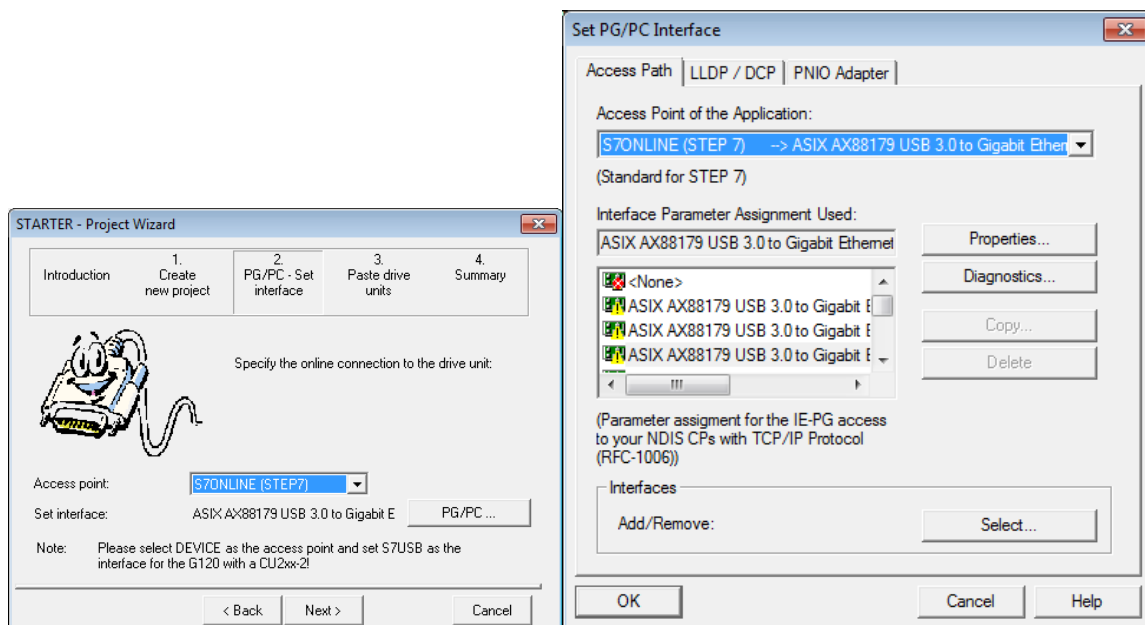 STARTER - Project Wizard
Introduction
1.
Create
new project
2.
PG/PC - Set
interface
3.
Paste drive
units
4.
Summary
Specify the online connection to the drive unit:
Access point:
S7ONLINE (STEP7)
Set interface:
ASIX AX88179 USB 3.0 to Gigabit E
PG/PC ...
Note:
Please select DEVICE as the access point and set S7USB as the
interface for the G120 with a CU2xx-2!
< Back
Next >
Cancel
Set PG/PC Interface
Access Path
LLDP / DCP
PNIO Adapter
Access Point of the Application:
S7ONLINE (STEP 7) --> ASIX AX88179 USB 3.0 to Gigabit Ether
(Standard for STEP 7)
Interface Parameter Assignment Used:
ASIX AX88179 USB 3.0 to Gigabit Ethernet
Properties...
<None>
ASIX AX88179 USB 3.0 to Gigabit E
ASIX AX88179 USB 3.0 to Gigabit E
ASIX AX88179 USB 3.0 to Gigabit E
Diagnostics...
Copy...
Delete
(Parameter assigment for the IE-PG access
to your NDIS CPs with TCP/IP Protocol
(RFC-1006))
Interfaces
Add/Remove:
Select...
OK
Cancel
Help